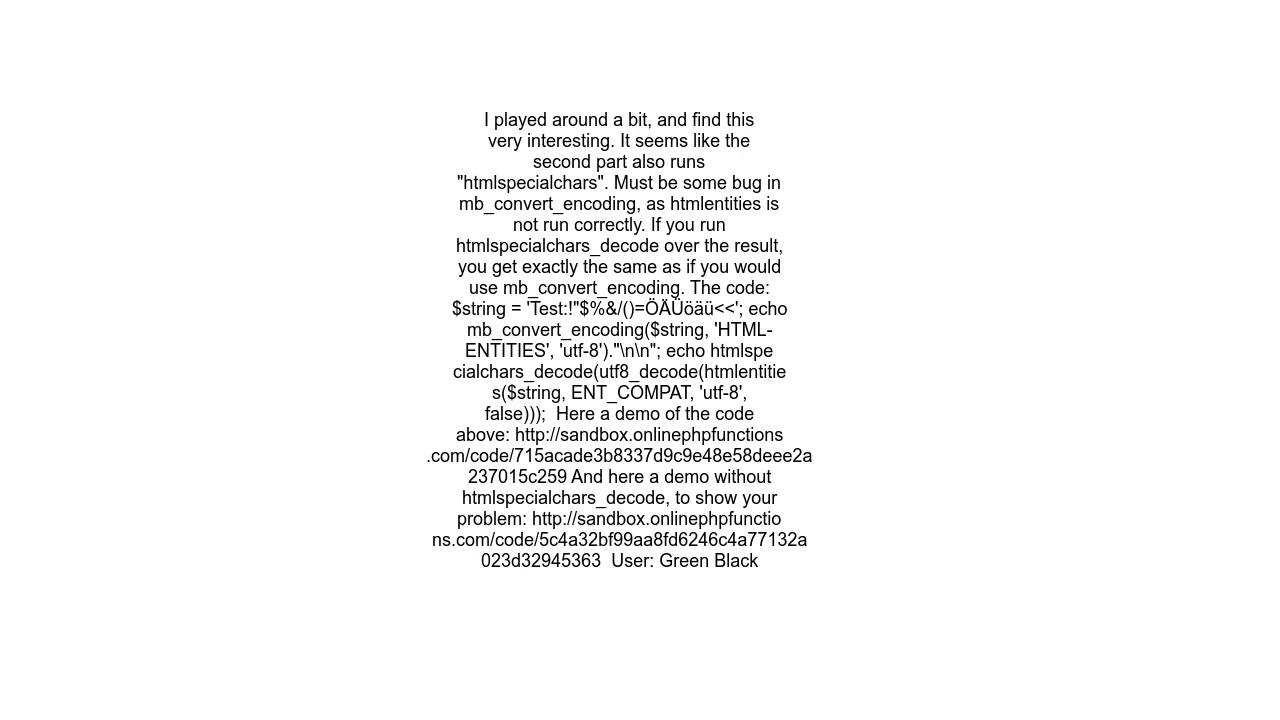 I played around a bit, and find this
very interesting. It seems like the
second part also runs
"htmlspecialchars". Must be some bug in
mb_convert_encoding, as htmlentities is
not run correctly. If you run
htmlspecialchars_decode over the result,
you get exactly the same as if you would
use mb_convert_encoding. The code:
$string = 'Test:!"$%&/()=ÖÄÜöäü<<'; echo
mb_convert_encoding($string, 'HTML-
ENTITIES', 'utf-8')."\n\n"; echo htmlspe
cialchars_decode(utf8_decode(htmlentitie
s($string, ENT_COMPAT, 'utf-8',
false)));  Here a demo of the code
above: http://sandbox.onlinephpfunctions
.com/code/715acade3b8337d9c9e48e58deee2a
237015c259 And here a demo without
htmlspecialchars_decode, to show your
problem: http://sandbox.onlinephpfunctio
ns.com/code/5c4a32bf99aa8fd6246c4a77132a
023d32945363  User: Green Black